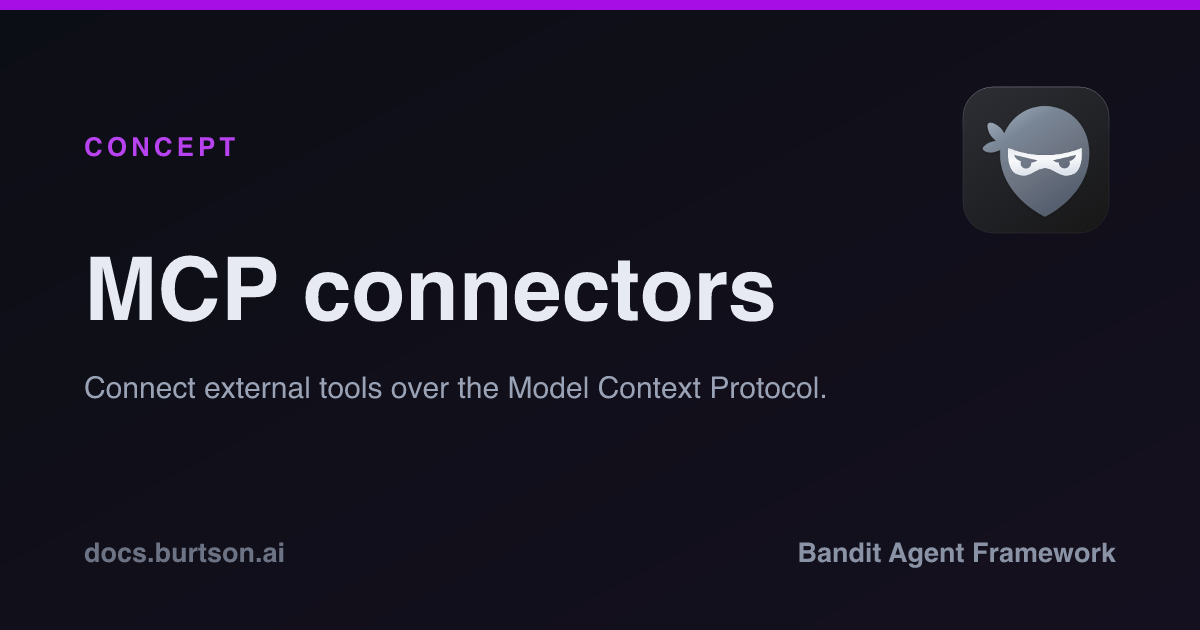 CONCEPT
MCP connectors
Connect external tools over the Model Context Protocol.
docs.burtson.ai
Bandit Agent Framework